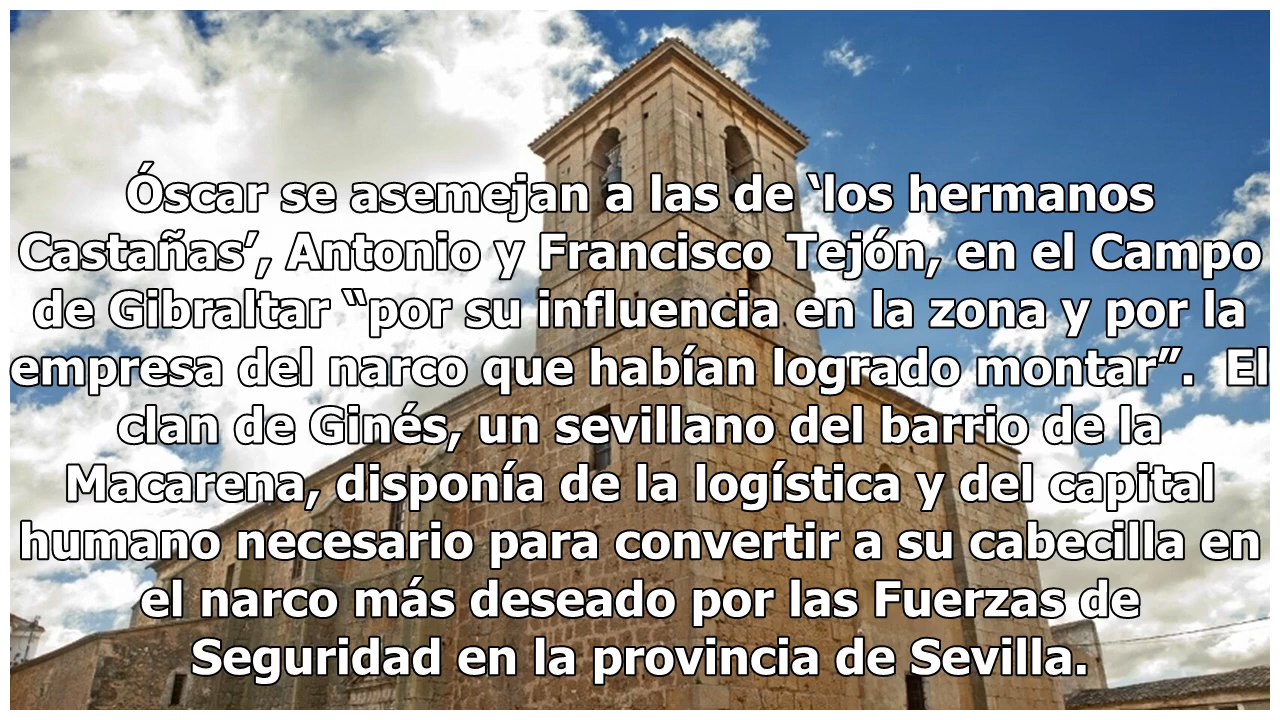 Óscar se asemejan a las de ‘los hermanos
Castañas’, Antonio y Francisco Tejón, en el Campo
de Gibraltar “por su influencia en la zona y por la
empresa del narco que habían logrado montar”.  El
clan de Ginés, un sevillano del barrio de la
Macarena, disponía de la logística y del capital
humano necesario para convertir a su cabecilla en
el narco más deseado por las Fuerzas de
Seguridad en la provincia de Sevilla.